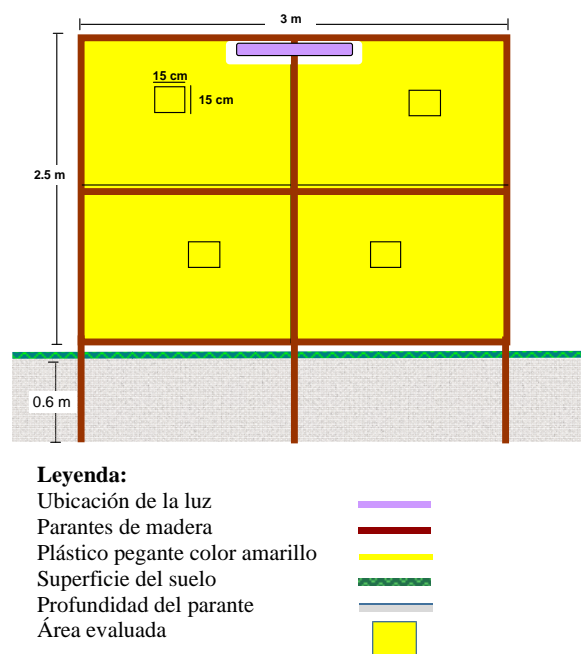 3 m
15 cm
15 cm
2.5 m
0.6 m
Leyenda:
Ubicación de la luz
Parantes de madera
Plástico pegante color amarillo
Superficie del suelo
Profundidad del parante
Área evaluada